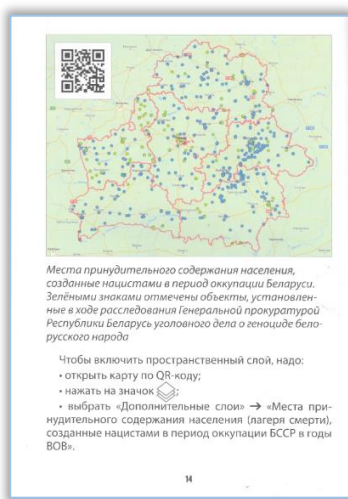 Места принудительного содержания населения,
созданные нацистами в период оккупации Беларуси.
Зелёными знаками отмечены объекты, установлен-
ные в ходе расследования Генеральной прокуратурой
Республики Беларусь уголовного дела о геноциде бело-
русского народа
Чтобы включить пространственный слой, надо:
• открыть карту по QR-коду;
• нажать на значок ;
• выбрать «Дополнительные слои» → «Места при-
нудительного содержания населения (лагеря смерти),
созданные нацистами в период оккупации БССР в годы
ВОВ».
14